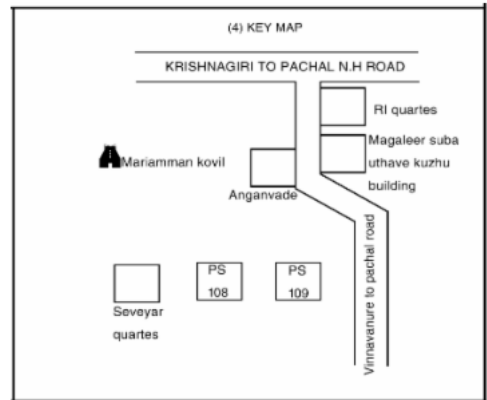 (4) KEY MAP
KRISHNAGIRI TO PACHAL N.H ROAD
RI quartes
Magaleer suba
uthave kuzhu
building
Mariamman kovil
Anganvade
PS
108
PS
109
Seveyar
quartes
Vinnavanure to pachal road